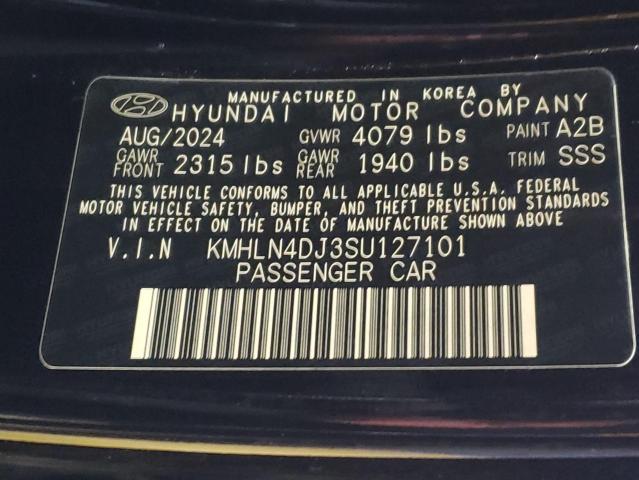 MANUFACTURED IN KOREA BY
HYUNDAI MOTOR COMPANY
AUG/2024 GVWR 4079 lbs PAINT A2B
GAWR FRONT 2315 lbs GAWR REAR 1940 lbs TRIM SSS
THIS VEHICLE CONFORMS TO ALL APPLICABLE U.S.A. FEDERAL
MOTOR VEHICLE SAFETY, BUMPER, AND THEFT PREVENTION STANDARDS
IN EFFECT ON THE DATE OF MANUFACTURE SHOWN ABOVE
V.I.N KMHLN4DJ3SU127101
PASSENGER CAR